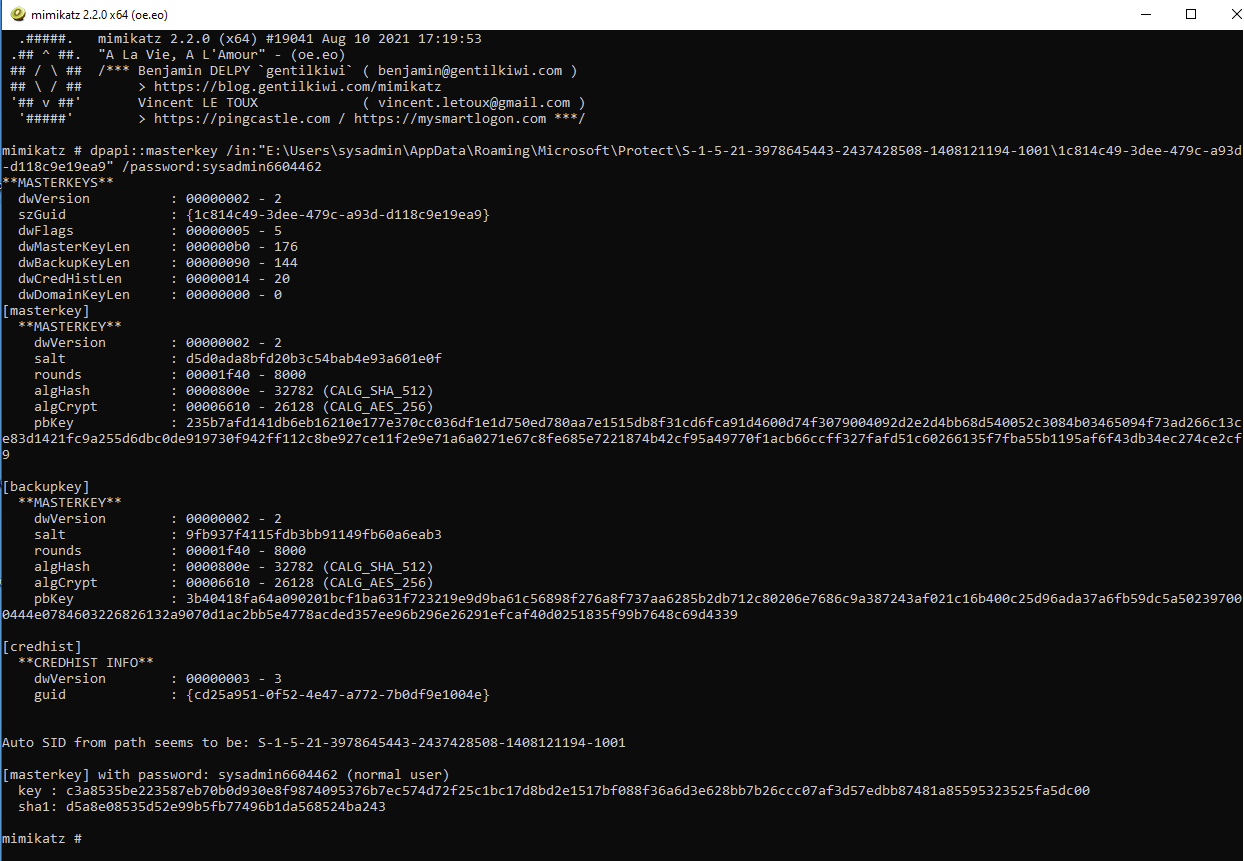 mimikatz 2.2.0 x64 (oe.eo)
.#####.   mimikatz 2.2.0 (x64) #19041 Aug 10 2021 17:19:53
.## ^ ##.  "A La Vie, A L'Amour" - (oe.eo)
## / \ ##  /*** Benjamin DELPY `gentilkiwi` ( benjamin@gentilkiwi.com )
## \ / ##       > https://blog.gentilkiwi.com/mimikatz
'## v ##'       Vincent LE TOUX             ( vincent.letoux@gmail.com )
'#####'        > https://pingcastle.com / https://mysmartlogon.com ***/
mimikatz # dpapi::masterkey /in:"E:\Users\sysadmin\AppData\Roaming\Microsoft\Protect\S-1-5-21-3978645443-2437428508-1408121194-1001\1c814c49-3dee-479c-a93d
-d118c9e19ea9" /password:sysadmin6604462
**MASTERKEYS**
dwVersion          : 00000002 - 2
szGuid             : {1c814c49-3dee-479c-a93d-d118c9e19ea9}
dwFlags            : 00000005 - 5
dwMasterKeyLen     : 000000b0 - 176
dwBackupKeyLen     : 00000090 - 144
dwCredHistLen      : 00000014 - 20
dwDomainKeyLen     : 00000000 - 0
[masterkey]
**MASTERKEY**
dwVersion        : 00000002 - 2
salt             : d5d0ada8bfd20b3c54bab4e93a601e0f
rounds           : 00001f40 - 8000
algHash          : 0000800e - 32782 (CALG_SHA_512)
algCrypt         : 00006610 - 26128 (CALG_AES_256)
pbKey            : 235b7afd141db6eb16210e177e370cc036df1e1d750ed780aa7e1515db8f31cd6fca91d4600d74f3079004092d2e2d4bb68d540052c3084b03465094f73ad266c13c
e83d1421fc9a255d6dbc0de919730f942ff112c8be927ce11f2e9e71a6a0271e67c8fe685e7221874b42cf95a49770f1acb66ccff327fafd51c60266135f7fba55b1195af6f43db34ec274ce2cf
9
[backupkey]
**MASTERKEY**
dwVersion        : 00000002 - 2
salt             : 9fb937f4115fdb3bb91149fb60a6eab3
rounds           : 00001f40 - 8000
algHash          : 0000800e - 32782 (CALG_SHA_512)
algCrypt         : 00006610 - 26128 (CALG_AES_256)
pbKey            : 3b40418fa64a090201bcf1ba631f723219e9d9ba61c56898f276a8f737aa6285b2db712c80206e7686c9a387243af021c16b400c25d96ada37a6fb59dc5a50239700
0444e0784603226826132a9070d1ac2bb5e4778acded357ee96b296e26291efcaf40d0251835f99b7648c69d4339
[credhist]
**CREDHIST INFO**
dwVersion        : 00000003 - 3
guid             : {cd25a951-0f52-4e47-a772-7b0df9e1004e}
Auto SID from path seems to be: S-1-5-21-3978645443-2437428508-1408121194-1001
[masterkey] with password: sysadmin6604462 (normal user)
key : c3a8535be223587eb70b0d930e8f9874095376b7ec574d72f25c1bc17d8bd2e1517bf088f36a6d3e628bb7b26ccc07af3d57edbb87481a85595323525fa5dc00
sha1: d5a8e08535d52e99b5fb77496b1da568524ba243
mimikatz #